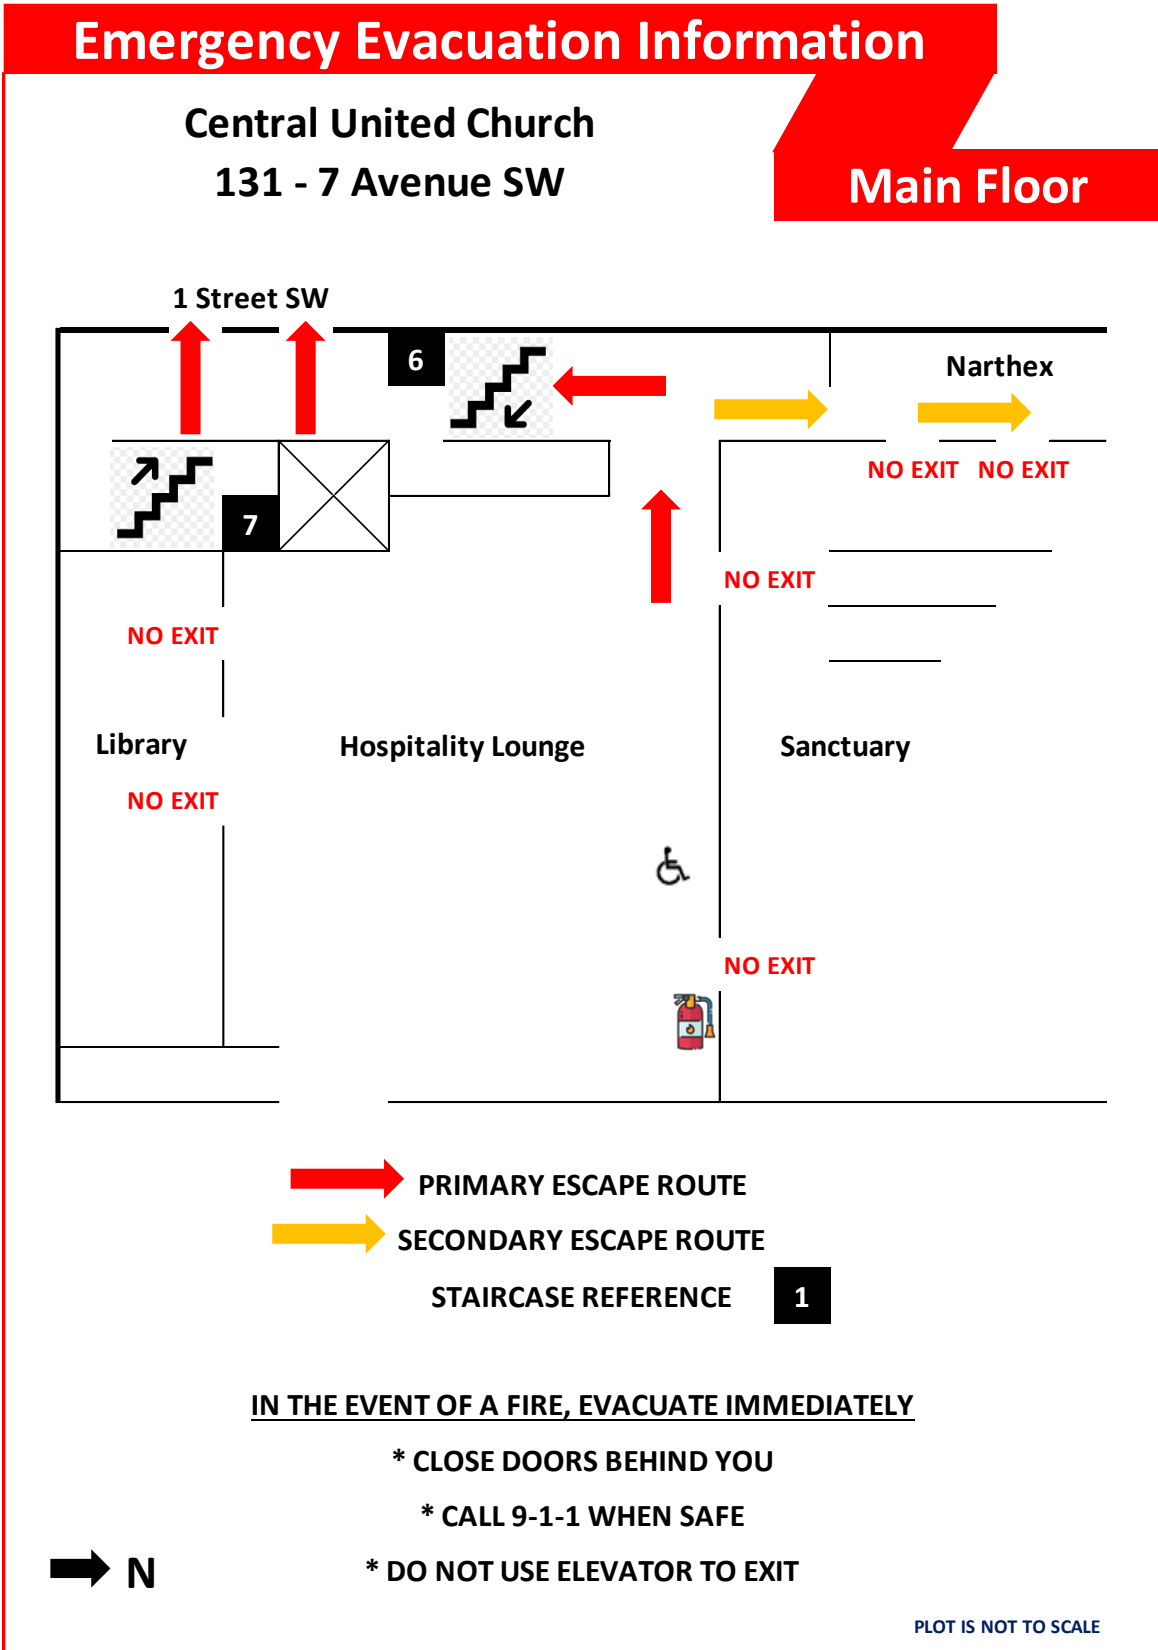 Emergency Evacuation Information
Central United Church
131 - 7 Avenue SW
Main Floor
1 Street SW
6
Narthex
NO EXIT NO EXIT
7
NO EXIT
NO EXIT
Library
Hospitality Lounge
Sanctuary
NO EXIT
NO EXIT
PRIMARY ESCAPE ROUTE
SECONDARY ESCAPE ROUTE
STAIRCASE REFERENCE 1
IN THE EVENT OF A FIRE, EVACUATE IMMEDIATELY
* CLOSE DOORS BEHIND YOU
* CALL 9-1-1 WHEN SAFE
* DO NOT USE ELEVATOR TO EXIT
N
PLOT IS NOT TO SCALE